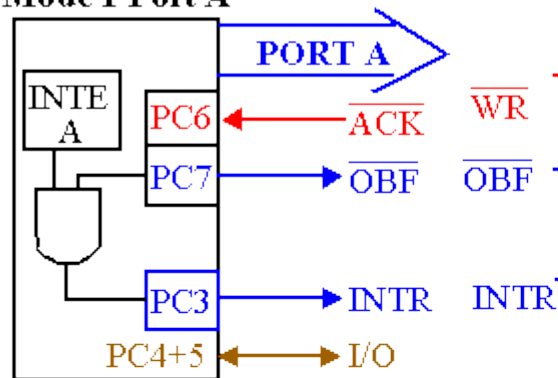 Mode 1 Port A
PORT A
INTE
A
PC6 ACK WR
PC7 OBF OBF
PC3 INTR INTR
PC4+5 I/O